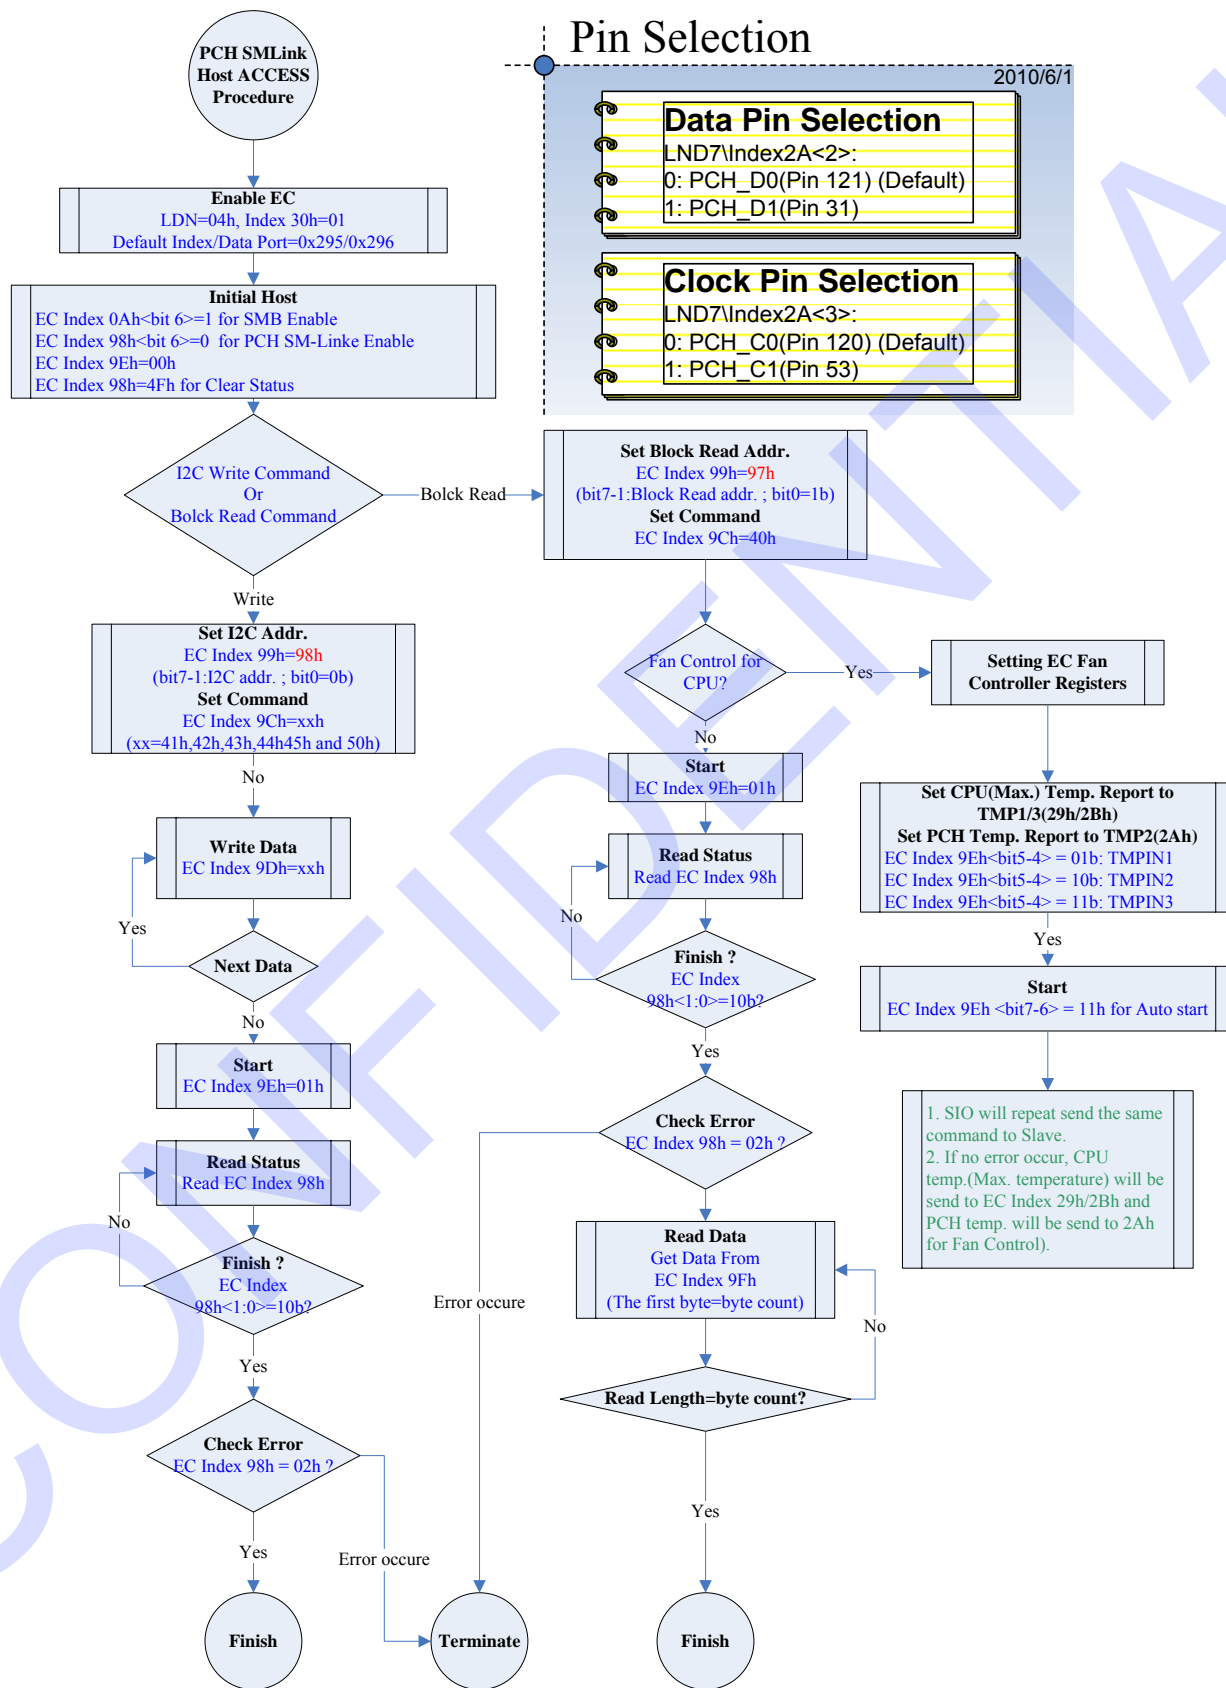 PCH SMLink
Host ACCESS
Procedure
Pin Selection
2010/6/1
Data Pin Selection
LND7\Index2A<2>:
0: PCH_D0(Pin 121) (Default)
1: PCH_D1(Pin 31)
Clock Pin Selection
LND7\Index2A<3>:
0: PCH_C0(Pin 120) (Default)
1: PCH_C1(Pin 53)
Enable EC
LDN=04h, Index 30h=01
Default Index/Data Port=0x295/0x296
Initial Host
EC Index 0Ah<bit 6>=1 for SMB Enable
EC Index 98h<bit 6>=0  for PCH SM-Linke Enable
EC Index 9Eh=00h
EC Index 98h=4Fh for Clear Status
I2C Write Command
Or
Bolck Read Command
Bolck Read
Write
Set I2C Addr.
EC Index 99h=98h
(bit7-1:I2C addr. ; bit0=0b)
Set Command
EC Index 9Ch=xxh
(xx=41h,42h,43h,44h45h and 50h)
No
Write Data
EC Index 9Dh=xxh
Yes
Next Data
No
Start
EC Index 9Eh=01h
Read Status
Read EC Index 98h
No
Finish ?
EC Index
98h<1:0>=10b?
Yes
Check Error
EC Index 98h = 02h ?
Yes
Error occure
Finish
Terminate
Set Block Read Addr.
EC Index 99h=97h
(bit7-1:Block Read addr. ; bit0=1b)
Set Command
EC Index 9Ch=40h
Fan Control for
CPU?
Yes
No
Start
EC Index 9Eh=01h
Read Status
Read EC Index 98h
No
Finish ?
EC Index
98h<1:0>=10b?
Yes
Check Error
EC Index 98h = 02h ?
Error occure
Read Data
Get Data From
EC Index 9Fh
(The first byte=byte count)
No
Read Length=byte count?
Yes
Finish
Setting EC Fan
Controller Registers
Set CPU(Max.) Temp. Report to
TMP1/3(29h/2Bh)
Set PCH Temp. Report to TMP2(2Ah)
EC Index 9Eh<bit5-4> = 01b: TMPIN1
EC Index 9Eh<bit5-4> = 10b: TMPIN2
EC Index 9Eh<bit5-4> = 11b: TMPIN3
Yes
Start
EC Index 9Eh <bit7-6> = 11h for Auto start
1. SIO will repeat send the same
command to Slave.
2. If no error occur, CPU
temp.(Max. temperature) will be
send to EC Index 29h/2Bh and
PCH temp. will be send to 2Ah
for Fan Control).
CONFIDENTIAL